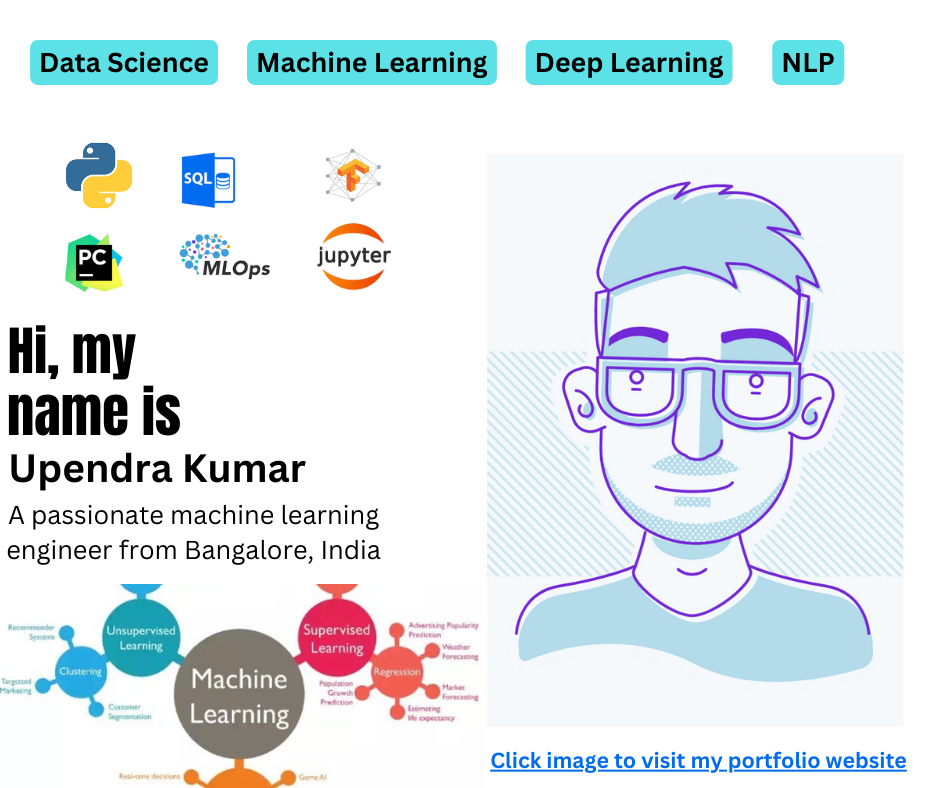 Data Science
Machine Learning
Deep Learning
NLP
SQL
PC
MLOps
jupyter
Hi, my
name is
Upendra Kumar
A passionate machine learning
engineer from Bangalore, India
Recommender
Systems
Unsupervised
Learning
Clustering
Targeted
Marketing
Customer
Segmentation
Machine
Learning
Supervised
Learning
Advertising Popularity
Prediction
Weather
Forecasting
Regression
Population
Growth
Prediction
Market
Forecasting
Estimating
life expectancy
Real-time decisions
Game AI
Click image to visit my portfolio website